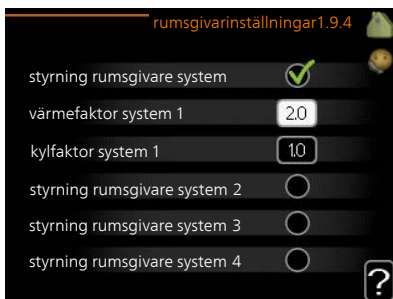 rumsgivarinställningar1.9.4
styrning rumsgivare system
värmefaktor system 1
2.0
kylfaktor system 1
1.0
styrning rumsgivare system 2
styrning rumsgivare system 3
styrning rumsgivare system 4
?